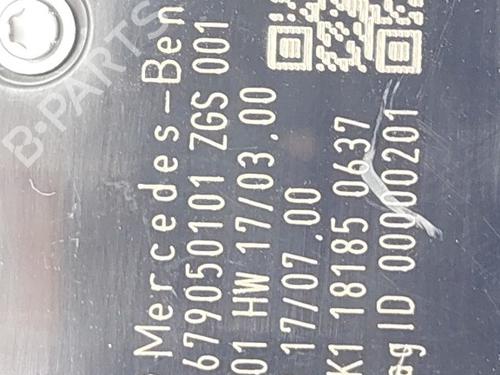 Mercedes-Ben
679050101 ZGS 001
01 HW 17/03.00
17/07.00
K1 18185 0637
ag ID 00000201
B-PARTS